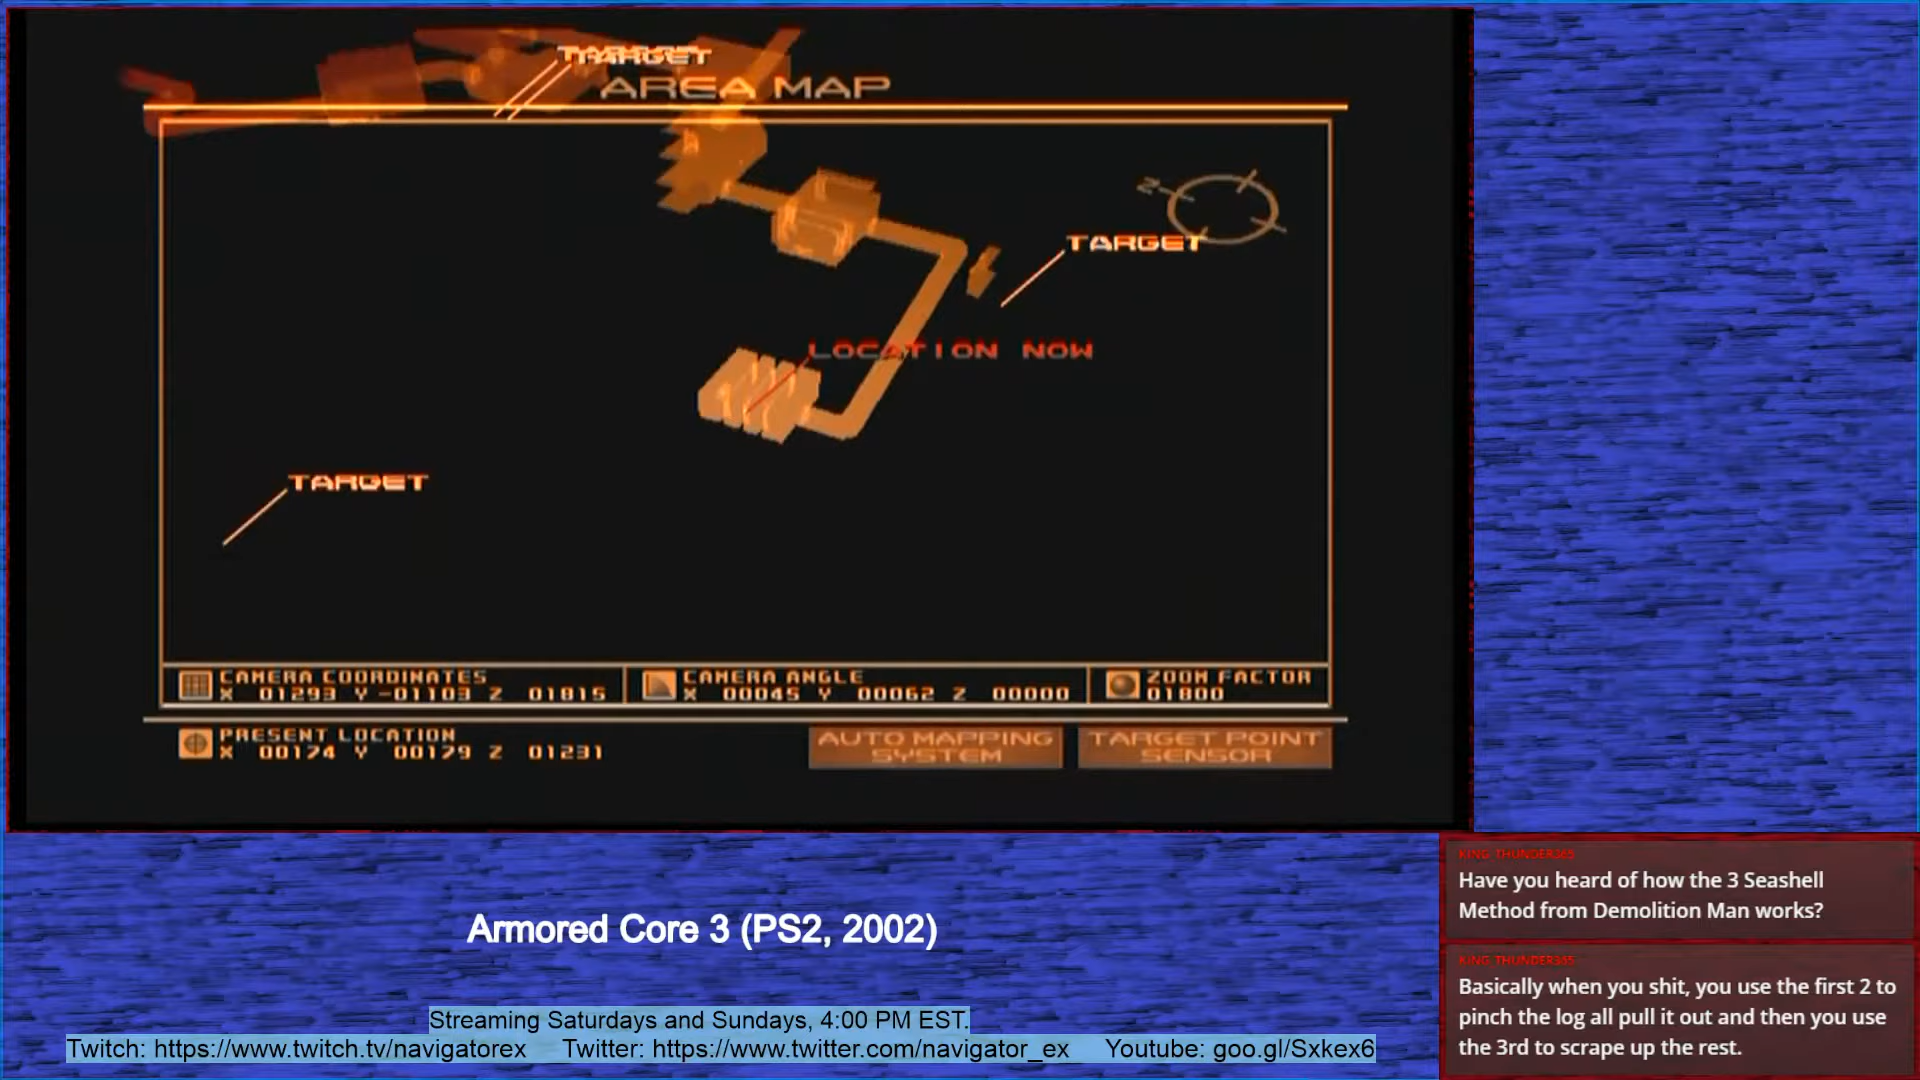 TARGET
TARGET
AREA MAP
N
TARGET
LOCATION NOW
TARGET
CAMERA COORDINATES
X 01293 Y -01103 Z 01815
CAMERA ANGLE
X 00045 Y 00062 Z 00000
ZOOM FACTOR
01800
PRESENT LOCATION
X 00174 Y 00179 Z 01231
AUTO MAPPING
SYSTEM
TARGET POINT
SENSOR
KING_THUNDER365
Have you heard of how the 3 Seashell
Method from Demolition Man works?
KING_THUNDER365
Basically when you shit, you use the first 2 to
pinch the log all pull it out and then you use
the 3rd to scrape up the rest.
Armored Core 3 (PS2, 2002)
Streaming Saturdays and Sundays, 4:00 PM EST.
Twitch: https://www.twitch.tv/navigatorex Twitter: https://www.twitter.com/navigator_ex Youtube: goo.gl/Sxkex6